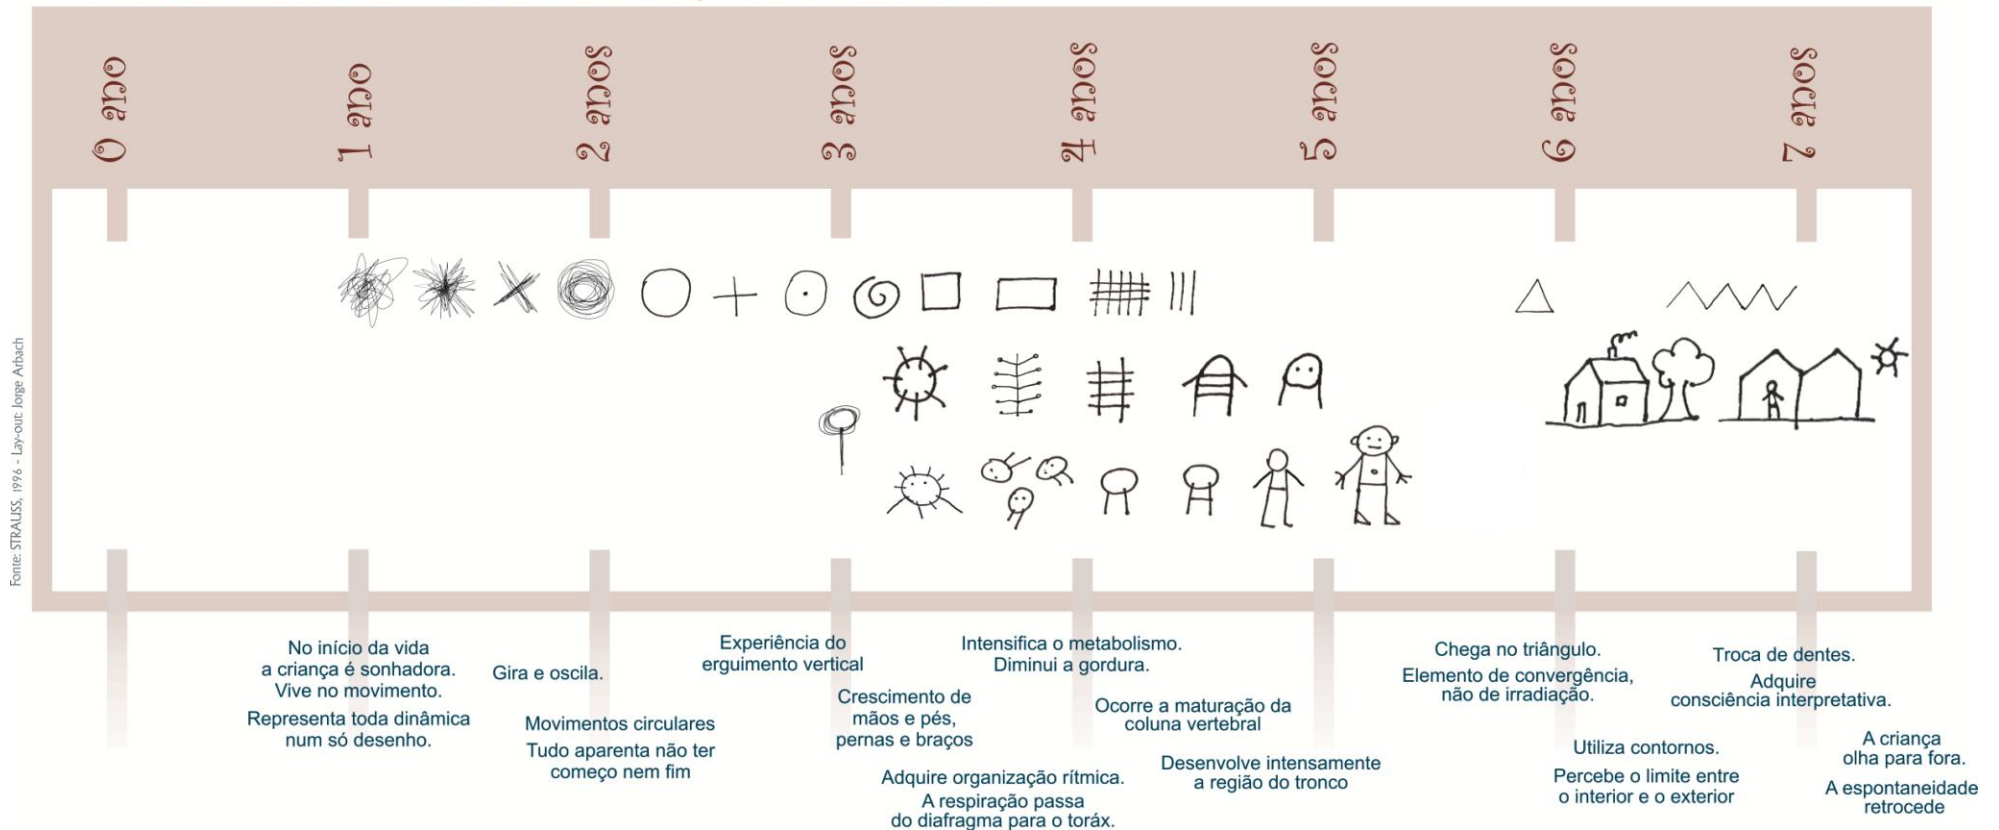 0 ano
1 ano
2 anos
3 anos
4 anos
5 anos
6 anos
7 anos
Fonte: STRAUSS, 1996 - Lay-out: Jorge Arbach
No início da vida
a criança é sonhadora.
Vive no movimento.
Representa toda dinâmica
num só desenho.
Gira e oscila.
Movimentos circulares
Tudo aparenta não ter
começo nem fim
Experiência do
erguimento vertical
Crescimento de
mãos e pés,
pernas e braços
Intensifica o metabolismo.
Diminui a gordura.
Adquire organização rítmica.
A respiração passa
do diafragma para o toráx.
Ocorre a maturação da
coluna vertebral
Desenvolve intensamente
a região do tronco
Chega no triângulo.
Elemento de convergência,
não de irradiação.
Utiliza contornos.
Percebe o limite entre
o interior e o exterior
Troca de dentes.
Adquire
consciência interpretativa.
A criança
olha para fora.
A espontaneidade
retrocede